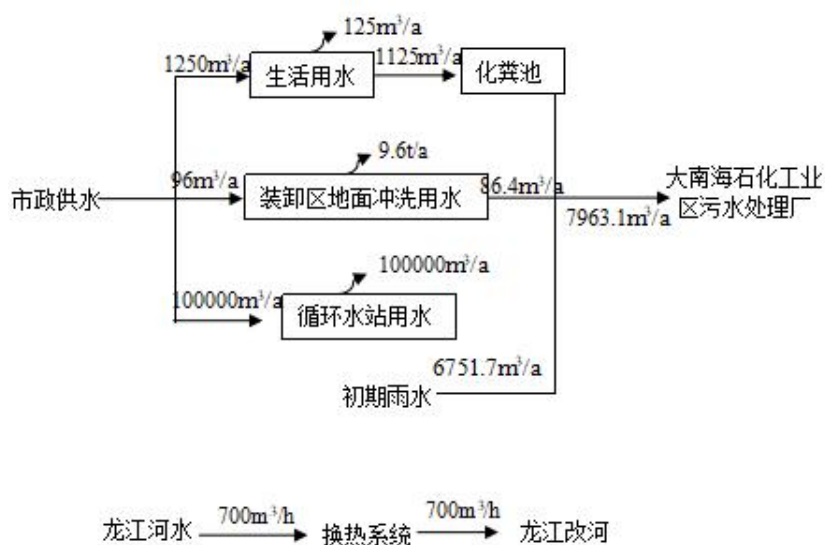 125m³/a
1250m³/a
生活用水
1125m³/a
化粪池
9.6t/a
市政供水
96m³/a
装卸区地面冲洗用水
86.4m³/a
7963.1m³/a
大南海石化工业
区污水处理厂
100000m³/a
100000m³/a
循环水站用水
6751.7m³/a
初期雨水
龙江河水
700m³/h
换热系统
700m³/h
龙江改河